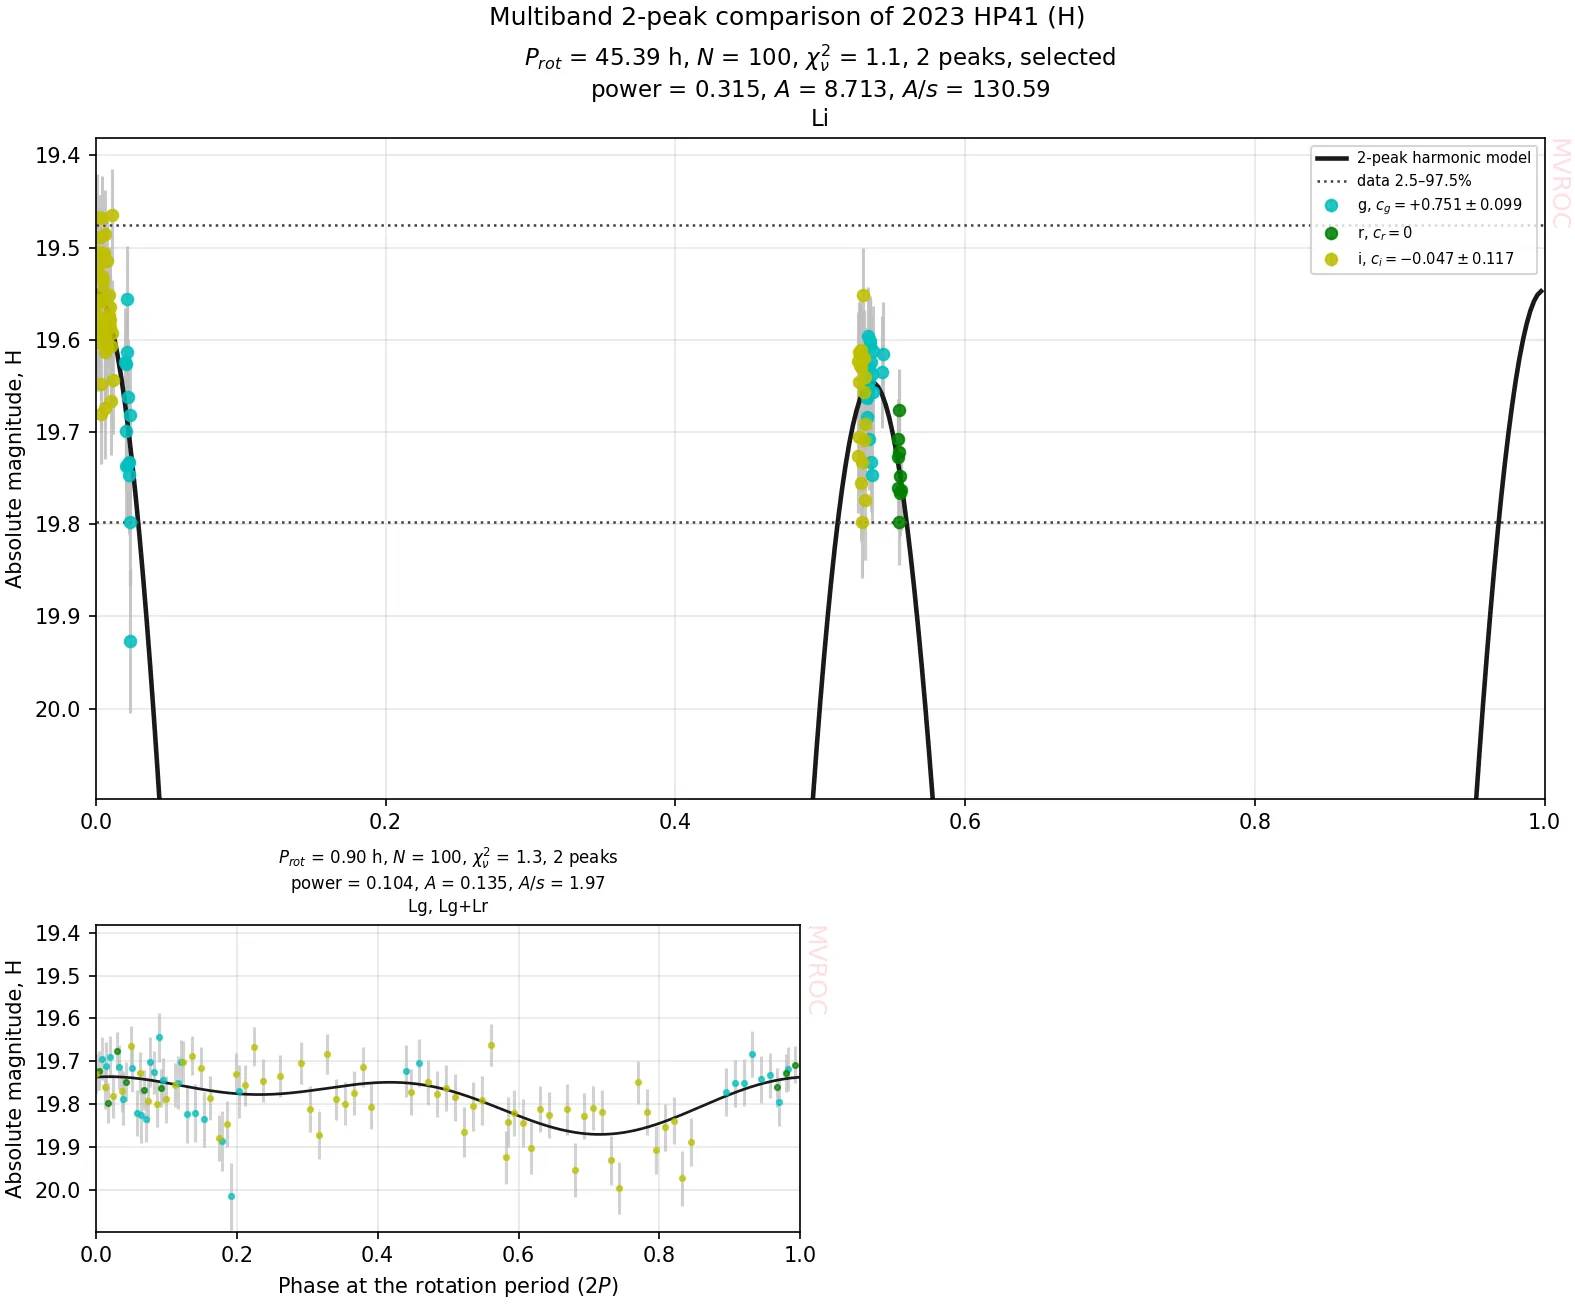 Multiband 2-peak comparison of 2023 HP41 (H)
P_rot = 45.39 h, N = 100, χ²_ν = 1.1, 2 peaks, selected
power = 0.315, A = 8.713, A/s = 130.59
Li
19.4
19.5
19.6
19.7
19.8
19.9
20.0
Absolute magnitude, H
2-peak harmonic model
data 2.5–97.5%
g, c_g = +0.751 ± 0.099
r, c_r = 0
i, c_i = −0.047 ± 0.117
MVROC
0.0 0.2 0.4 0.6 0.8 1.0
P_rot = 0.90 h, N = 100, χ²_ν = 1.3, 2 peaks
power = 0.104, A = 0.135, A/s = 1.97
Lg, Lg+Lr
19.4
19.5
19.6
19.7
19.8
19.9
20.0
Absolute magnitude, H
MVROC
0.0 0.2 0.4 0.6 0.8 1.0
Phase at the rotation period (2P)